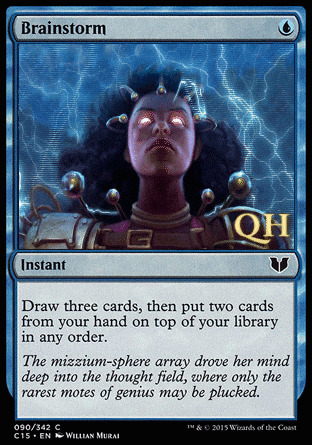 Brainstorm
QH
Instant
Draw three cards, then put two cards
from your hand on top of your library
in any order.
The mizzium-sphere array drove her mind
deep into the thought field, where only the
rarest motes of genius may be plucked.
090/342 C
C15 • EN Willian Murai
™ & © 2015 Wizards of the Coast